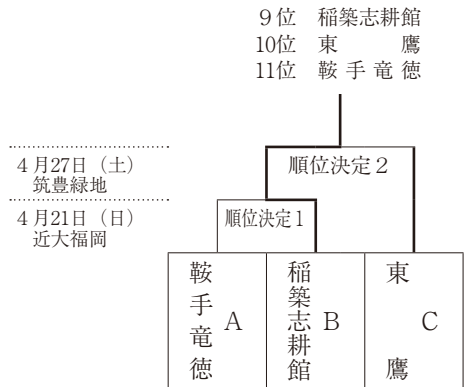 9位 稲築志耕館
10位 東鷹
11位 鞍手竜徳
4月27日（土）
筑豊緑地
順位決定2
4月21日（日）
近大福岡
順位決定1
鞍手竜徳 A
稲築志耕館 B
東鷹 C